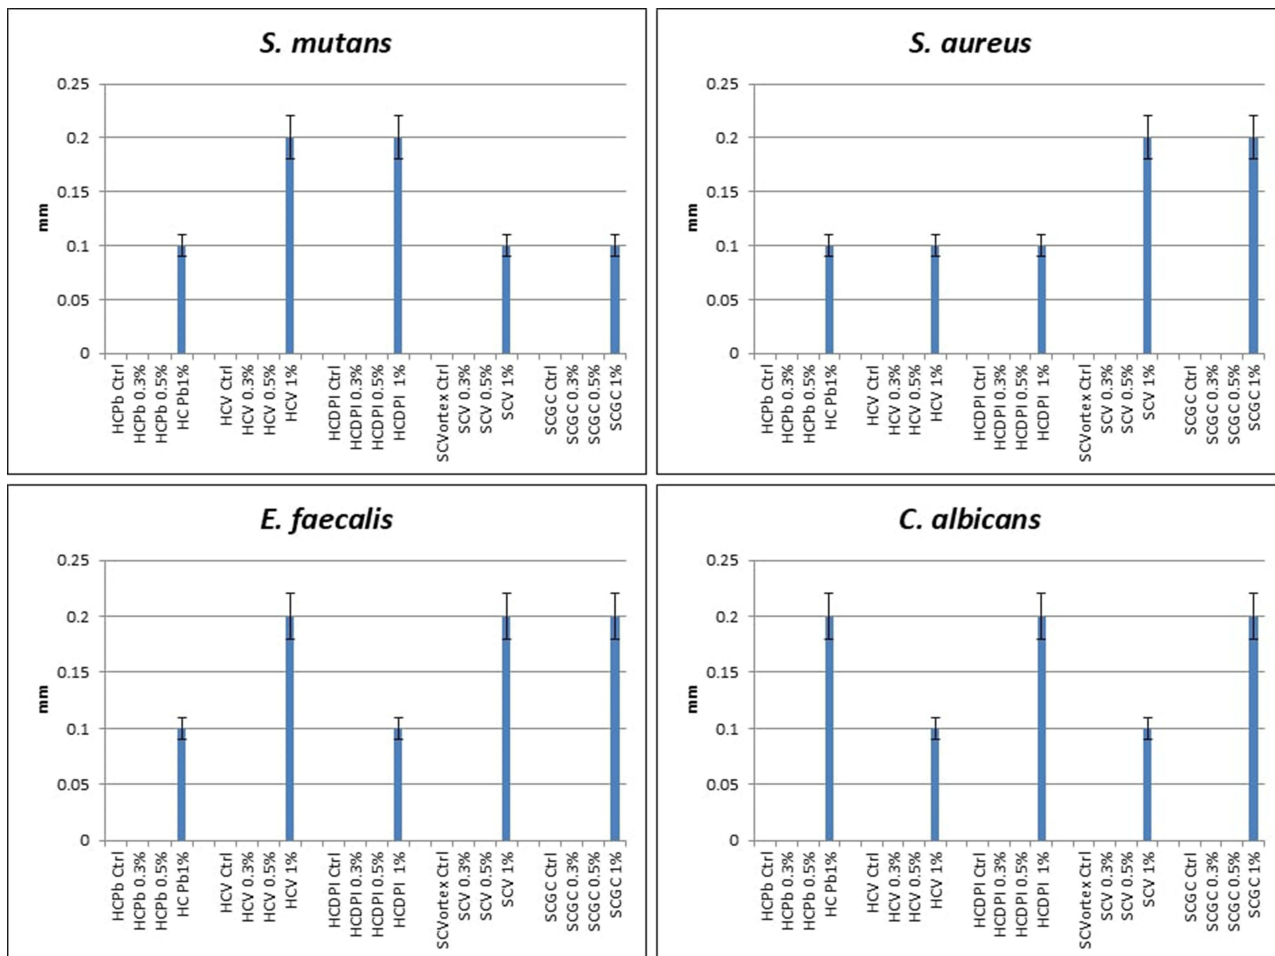 S. mutans
0.25
0.2
0.15
0.1
0.05
0
mm
HCPb Ctrl
HCPb 0.3%
HCPb 0.5%
HC Pb1%
HCV Ctrl
HCV 0.3%
HCV 0.5%
HCV 1%
HCDPI Ctrl
HCDPI 0.3%
HCDPI 0.5%
HCDPI 1%
SCVortex Ctrl
SCV 0.3%
SCV 0.5%
SCV 1%
SCGC Ctrl
SCGC 0.3%
SCGC 0.5%
SCGC 1%
S. aureus
0.25
0.2
0.15
0.1
0.05
0
mm
HCPb Ctrl
HCPb 0.3%
HCPb 0.5%
HC Pb1%
HCV Ctrl
HCV 0.3%
HCV 0.5%
HCV 1%
HCDPI Ctrl
HCDPI 0.3%
HCDPI 0.5%
HCDPI 1%
SCVortex Ctrl
SCV 0.3%
SCV 0.5%
SCV 1%
SCGC Ctrl
SCGC 0.3%
SCGC 0.5%
SCGC 1%
E. faecalis
0.25
0.2
0.15
0.1
0.05
0
mm
HCPb Ctrl
HCPb 0.3%
HCPb 0.5%
HC Pb1%
HCV Ctrl
HCV 0.3%
HCV 0.5%
HCV 1%
HCDPI Ctrl
HCDPI 0.3%
HCDPI 0.5%
HCDPI 1%
SCVortex Ctrl
SCV 0.3%
SCV 0.5%
SCV 1%
SCGC Ctrl
SCGC 0.3%
SCGC 0.5%
SCGC 1%
C. albicans
0.25
0.2
0.15
0.1
0.05
0
mm
HCPb Ctrl
HCPb 0.3%
HCPb 0.5%
HC Pb1%
HCV Ctrl
HCV 0.3%
HCV 0.5%
HCV 1%
HCDPI Ctrl
HCDPI 0.3%
HCDPI 0.5%
HCDPI 1%
SCVortex Ctrl
SCV 0.3%
SCV 0.5%
SCV 1%
SCGC Ctrl
SCGC 0.3%
SCGC 0.5%
SCGC 1%